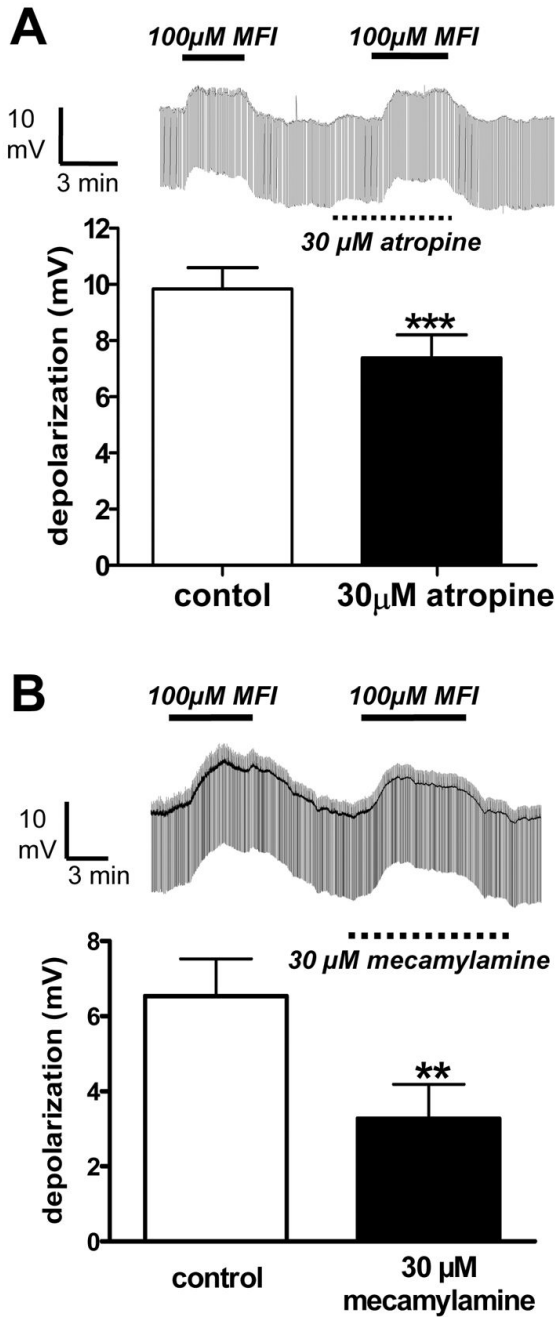 A
100µM MFI 100µM MFI
10
mV
3 min
30 µM atropine
12
10
8
6
4
2
0
depolarization (mV)
***
contol 30µM atropine
B
100µM MFI 100µM MFI
10
mV
3 min
30 µM mecamylamine
8
6
4
2
0
depolarization (mV)
**
control 30 µM
mecamylamine